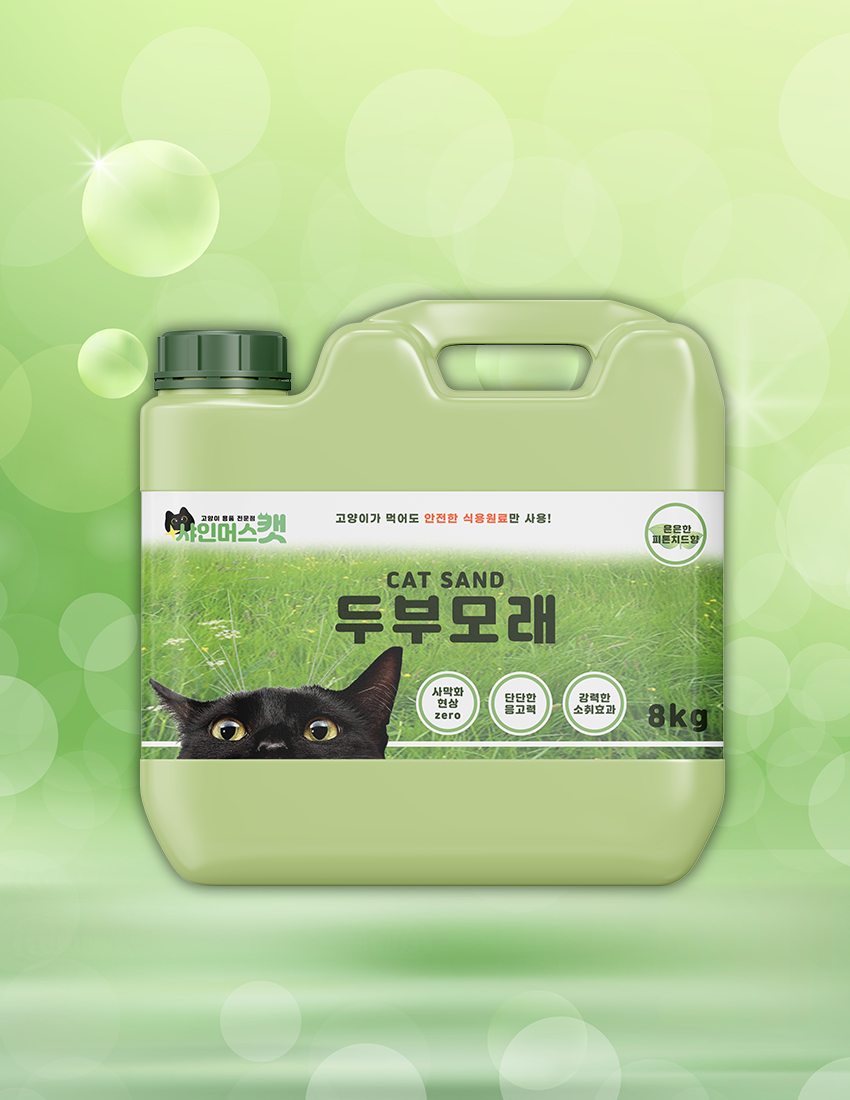 고양이 용품 전문점
샤인머스캣
고양이가 먹어도 안전한 식용원료만 사용!
은은한
피톤치드향
CAT SAND
두부모래
사막화
현상
zero
단단한
응고력
강력한
소취효과
8kg